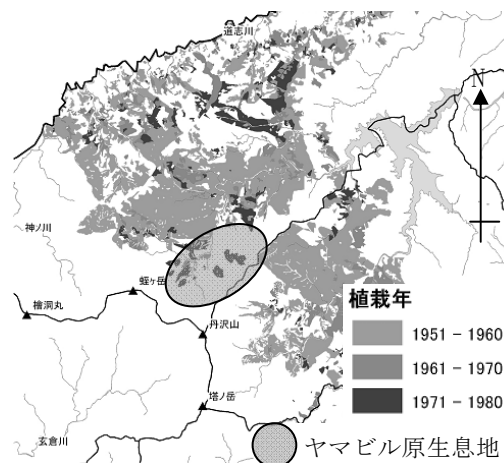 道志川
N
神ノ川
蛭ヶ岳
檜洞丸
丹沢山
植栽年
1951 - 1960
1961 - 1970
1971 - 1980
塔ノ岳
玄倉川
ヤマビル原生息地